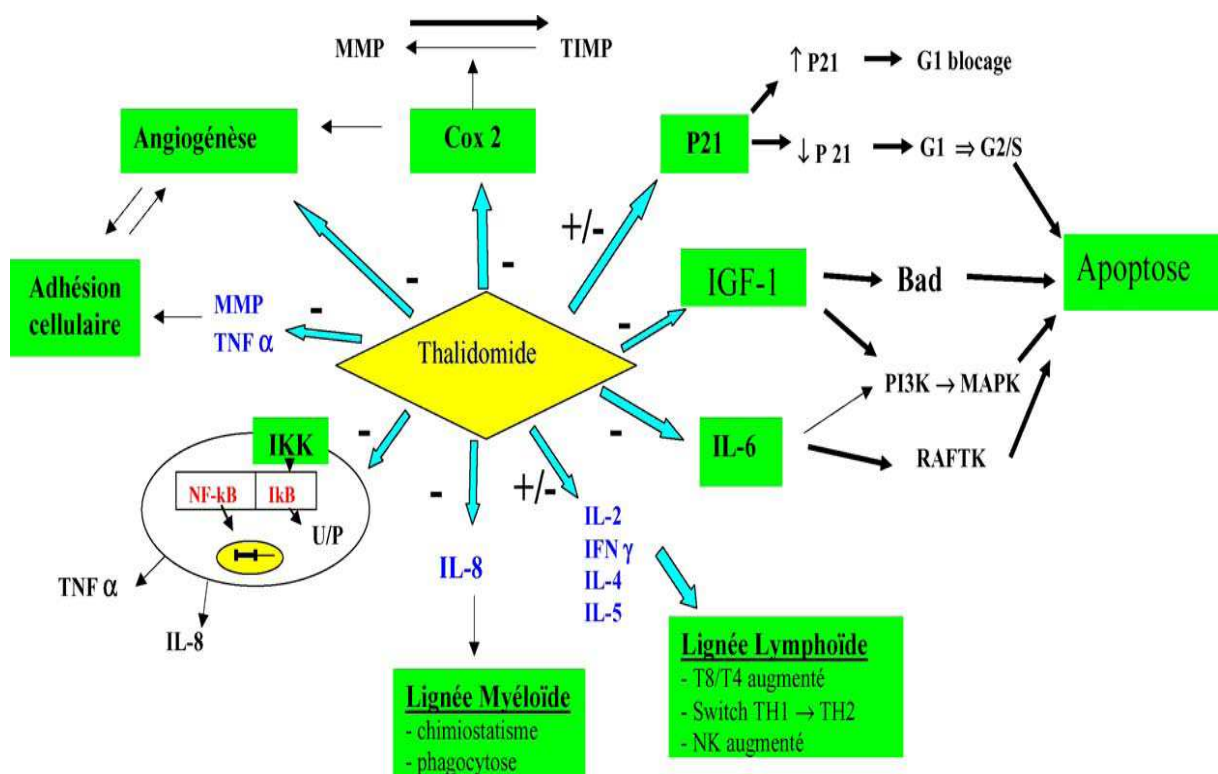 MMP
TIMP
Angiogénèse
Cox 2
P21
↑ P21
G1 blocage
↓ P 21
G1 ⇒ G2/S
+/-
-
-
Adhésion
cellulaire
MMP
TNF α
-
Thalidomide
-
IGF-1
Bad
Apoptose
PI3K → MAPK
-
IL-6
RAFTK
IKK
-
NF-kB
IkB
U/P
TNF α
IL-8
-
IL-8
+/-
IL-2
IFN γ
IL-4
IL-5
Lignée Myéloïde
- chimiostatisme
- phagocytose
Lignée Lymphoïde
- T8/T4 augmenté
- Switch TH1 → TH2
- NK augmenté